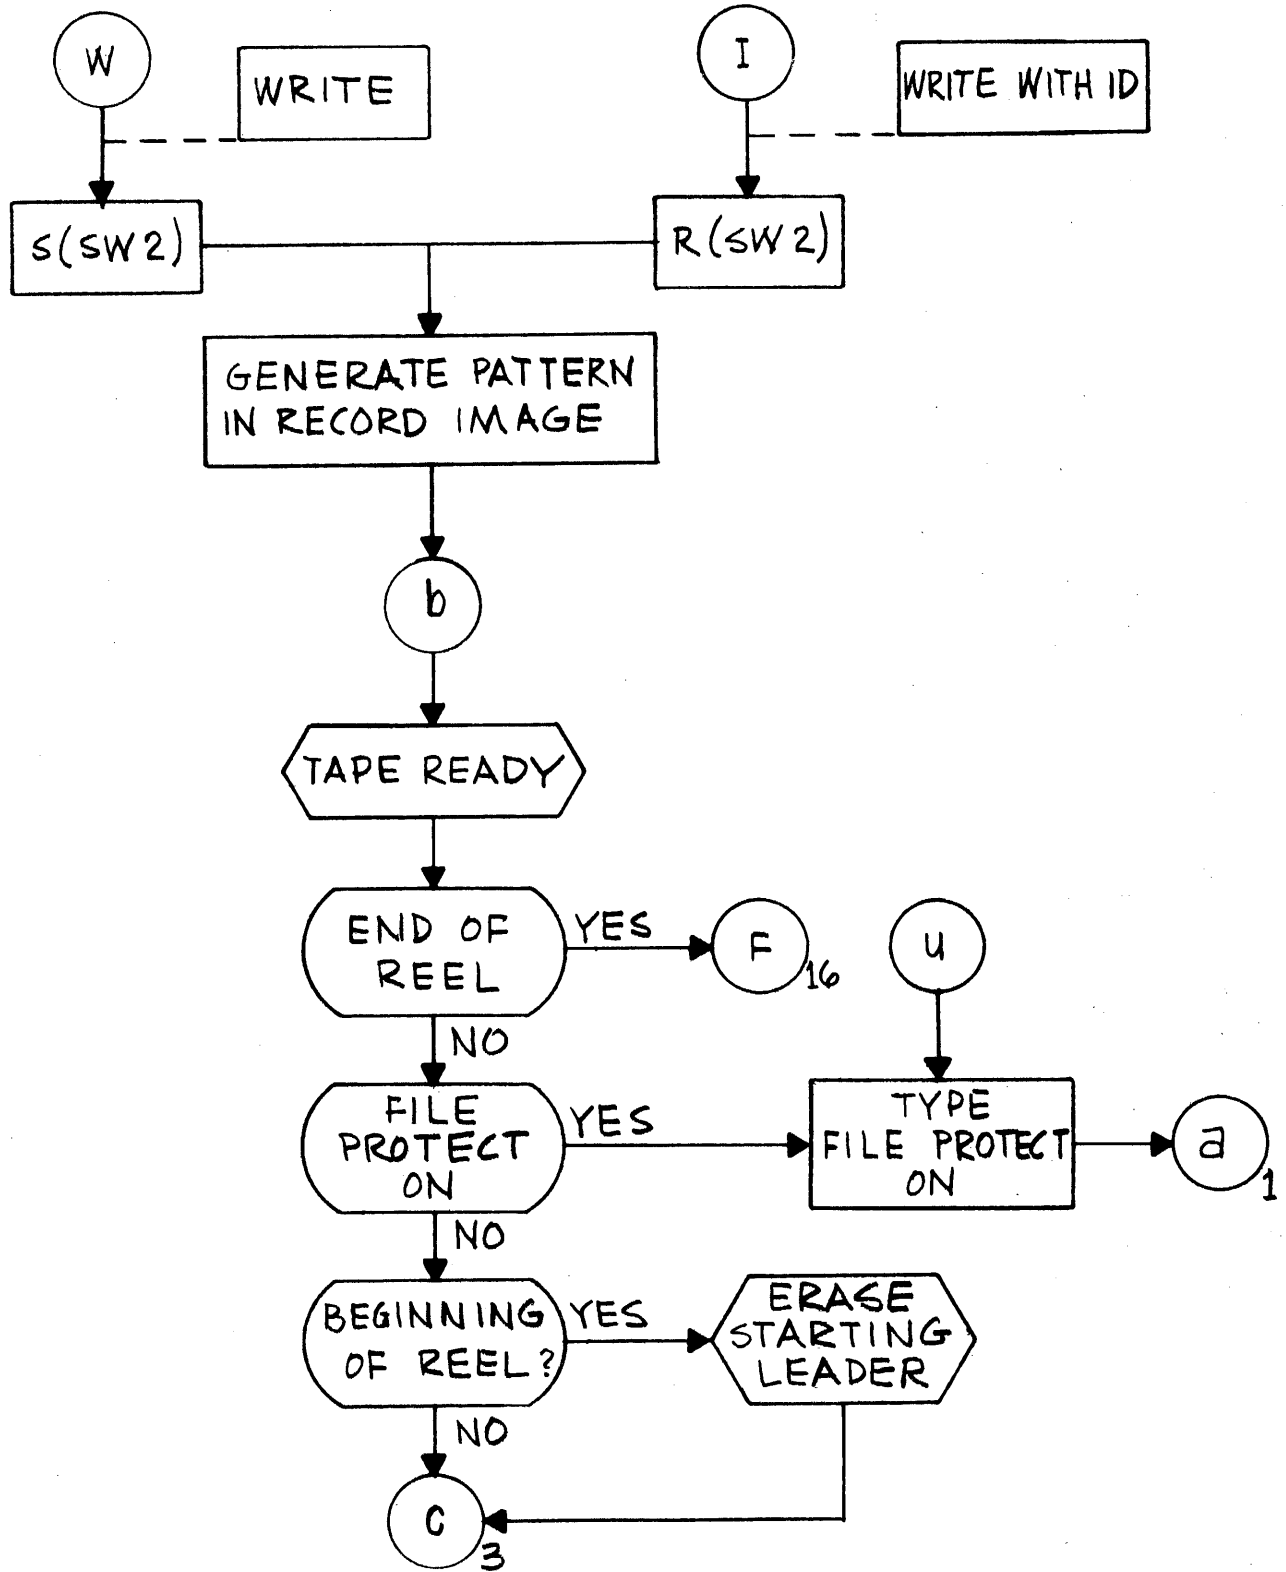 W
WRITE
I
WRITE WITH ID
S(SW2)
R(SW2)
GENERATE PATTERN
IN RECORD IMAGE
b
TAPE READY
END OF
REEL
YES
F
16
u
NO
FILE
PROTECT
ON
YES
TYPE
FILE PROTECT
ON
a
1
NO
BEGINNING
OF REEL?
YES
ERASE
STARTING
LEADER
NO
C
3